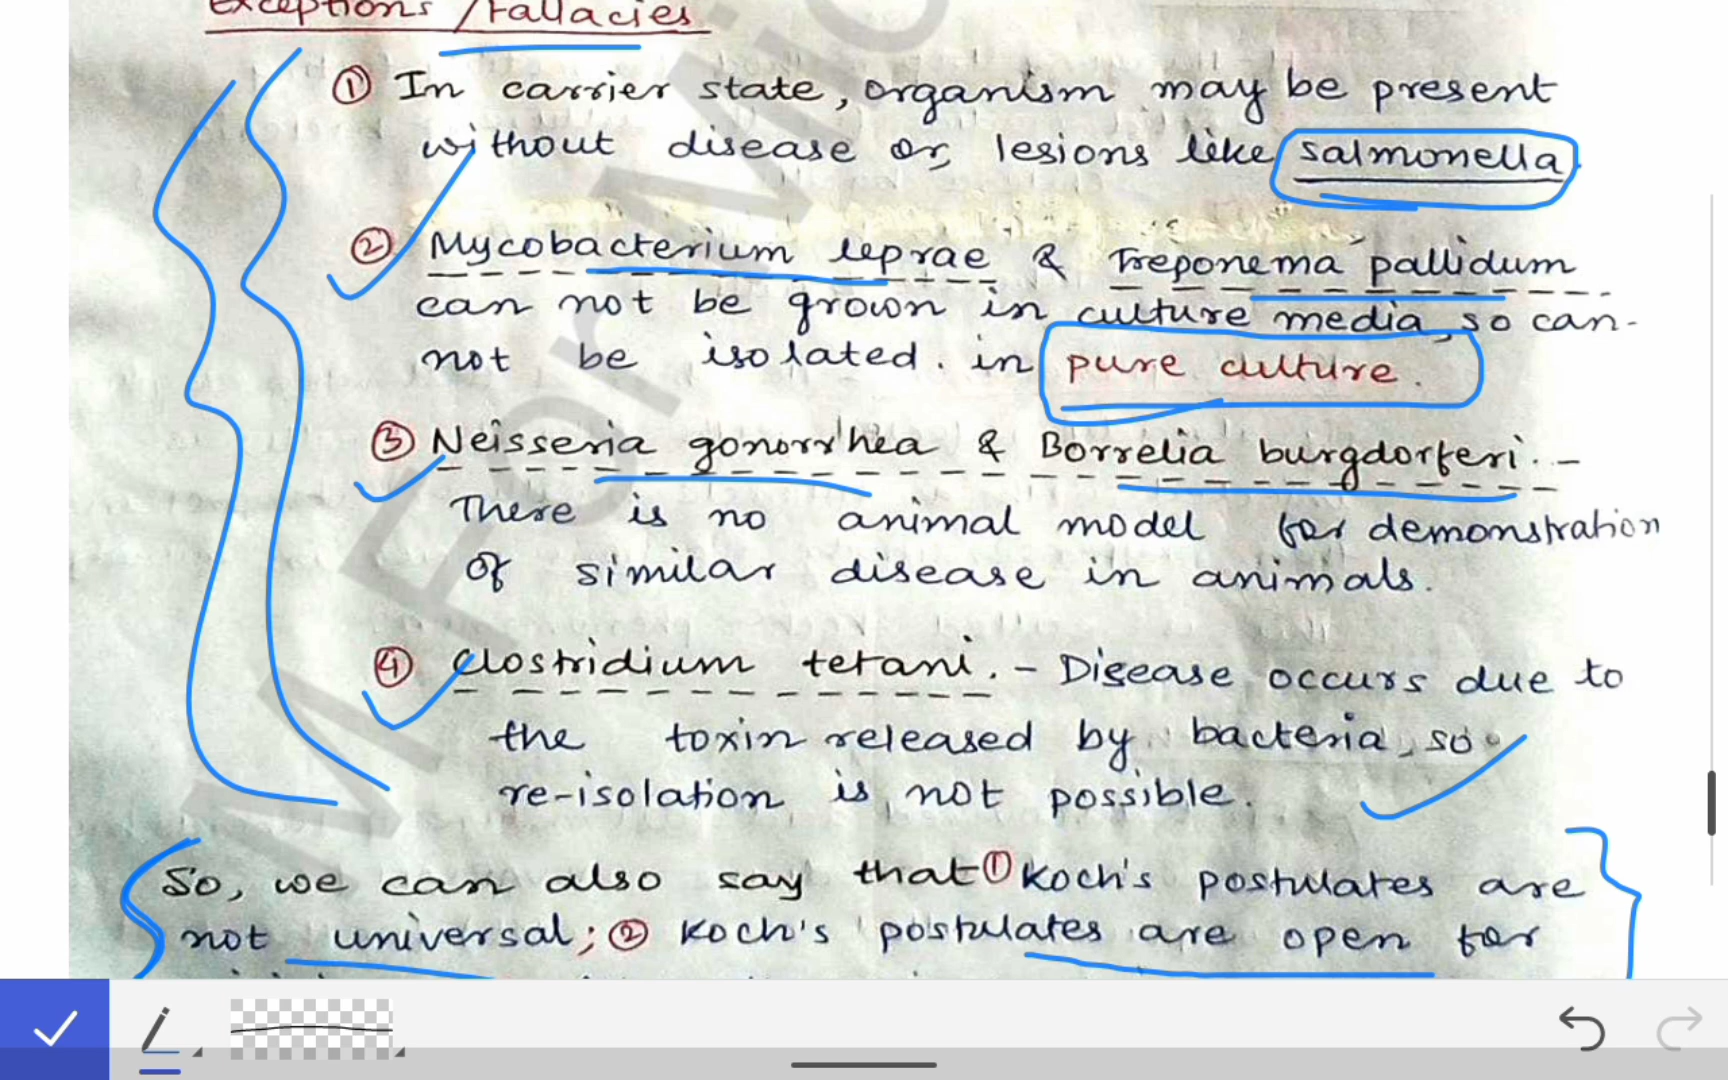 Exceptions /Fallacies
① In carrier state, organism may be present
without disease or, lesions like salmonella
② Mycobacterium leprae & Treponema pallidum
can not be grown in culture media, so can-
not be isolated. in pure culture.
③ Neisseria gonorrhea & Borrelia burgdorferi. -
There is no animal model for demonstration
of similar disease in animals.
④ Clostridium tetani. - Disease occurs due to
the toxin released by bacteria, so
re-isolation is not possible.
So, we can also say that ① Koch's postulates are
not universal; ② Koch's postulates are open for